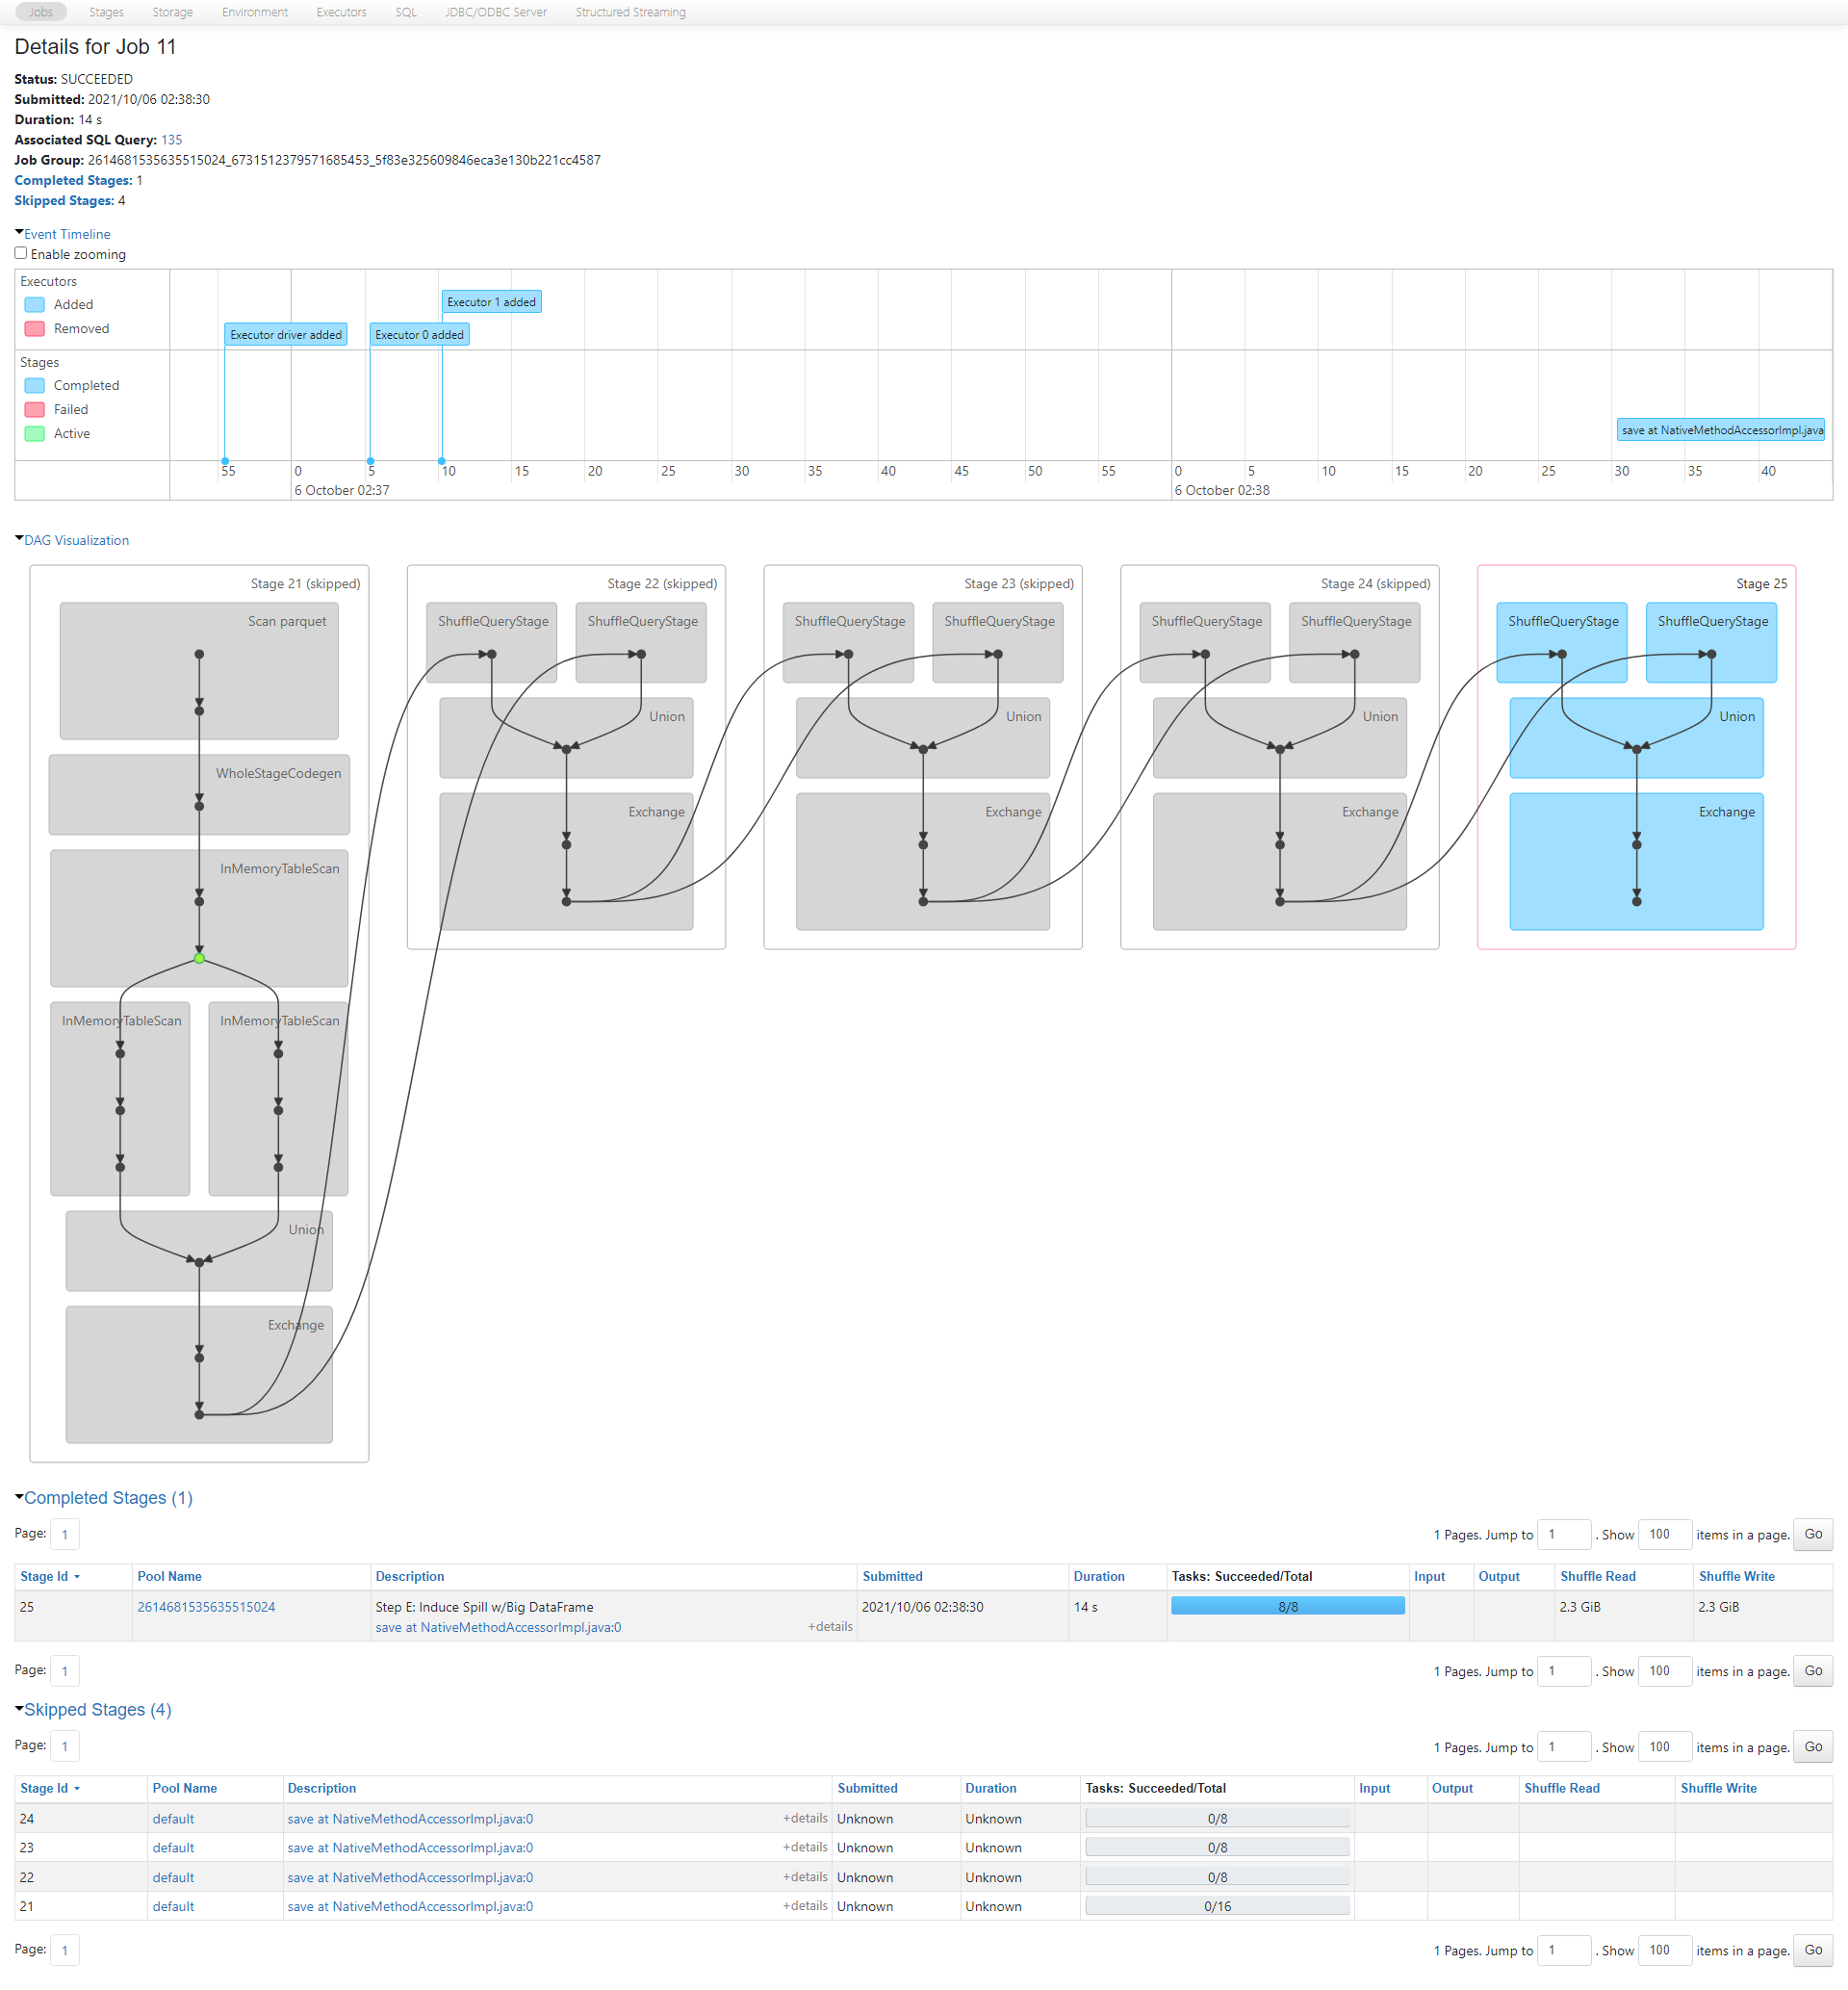 Jobs Stages Storage Environment Executors SQL JDBC/ODBC Server Structured Streaming
Details for Job 11
Status: SUCCEEDED
Submitted: 2021/10/06 02:38:30
Duration: 14 s
Associated SQL Query: 135
Job Group: 2614681535635515024_6731512379571685453_5f83e325609846eca3e130b221cc4587
Completed Stages: 1
Skipped Stages: 4
Event Timeline
Enable zooming
Executors
Added
Removed
Executor 1 added
Executor driver added Executor 0 added
Stages
Completed
Failed
Active
save at NativeMethodAccessorImpl.java
55 0 5 10 15 20 25 30 35 40 45 50 55 0 5 10 15 20 25 30 35 40
6 October 02:37 6 October 02:38
DAG Visualization
Stage 21 (skipped)
Scan parquet
WholeStageCodegen
InMemoryTableScan
InMemoryTableScan InMemoryTableScan
Union
Exchange
Stage 22 (skipped)
ShuffleQueryStage ShuffleQueryStage
Union
Exchange
Stage 23 (skipped)
ShuffleQueryStage ShuffleQueryStage
Union
Exchange
Stage 24 (skipped)
ShuffleQueryStage ShuffleQueryStage
Union
Exchange
Stage 25
ShuffleQueryStage ShuffleQueryStage
Union
Exchange
Completed Stages (1)
Page: 1 1 Pages. Jump to 1 . Show 100 items in a page. Go
Stage Id Pool Name Description Submitted Duration Tasks: Succeeded/Total Input Output Shuffle Read Shuffle Write
25 2614681535635515024 Step E: Induce Spill w/Big DataFrame 2021/10/06 02:38:30 14 s 8/8 2.3 GiB 2.3 GiB
save at NativeMethodAccessorImpl.java:0 +details
Page: 1 1 Pages. Jump to 1 . Show 100 items in a page. Go
Skipped Stages (4)
Page: 1 1 Pages. Jump to 1 . Show 100 items in a page. Go
Stage Id Pool Name Description Submitted Duration Tasks: Succeeded/Total Input Output Shuffle Read Shuffle Write
24 default save at NativeMethodAccessorImpl.java:0 +details Unknown Unknown 0/8
23 default save at NativeMethodAccessorImpl.java:0 +details Unknown Unknown 0/8
22 default save at NativeMethodAccessorImpl.java:0 +details Unknown Unknown 0/8
21 default save at NativeMethodAccessorImpl.java:0 +details Unknown Unknown 0/16
Page: 1 1 Pages. Jump to 1 . Show 100 items in a page. Go